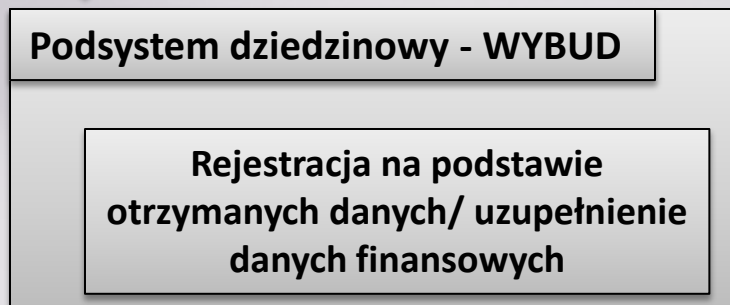 Podsystem dziedzinowy - WYBUD
Rejestracja na podstawie
otrzymanych danych/ uzupełnienie
danych finansowych